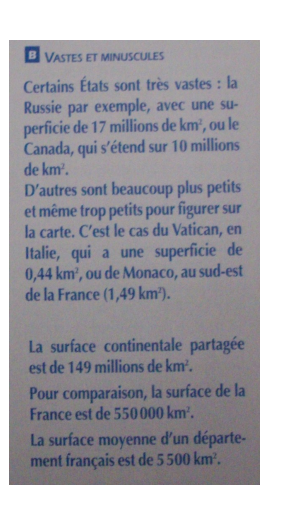 B VASTES ET MINUSCULES
Certains États sont très vastes : la
Russie par exemple, avec une su-
perficie de 17 millions de km², ou le
Canada, qui s'étend sur 10 millions
de km².
D'autres sont beaucoup plus petits
et même trop petits pour figurer sur
la carte. C'est le cas du Vatican, en
Italie, qui a une superficie de
0,44 km², ou de Monaco, au sud-est
de la France (1,49 km²).
La surface continentale partagée
est de 149 millions de km².
Pour comparaison, la surface de la
France est de 550 000 km².
La surface moyenne d'un départe-
ment français est de 5 500 km².